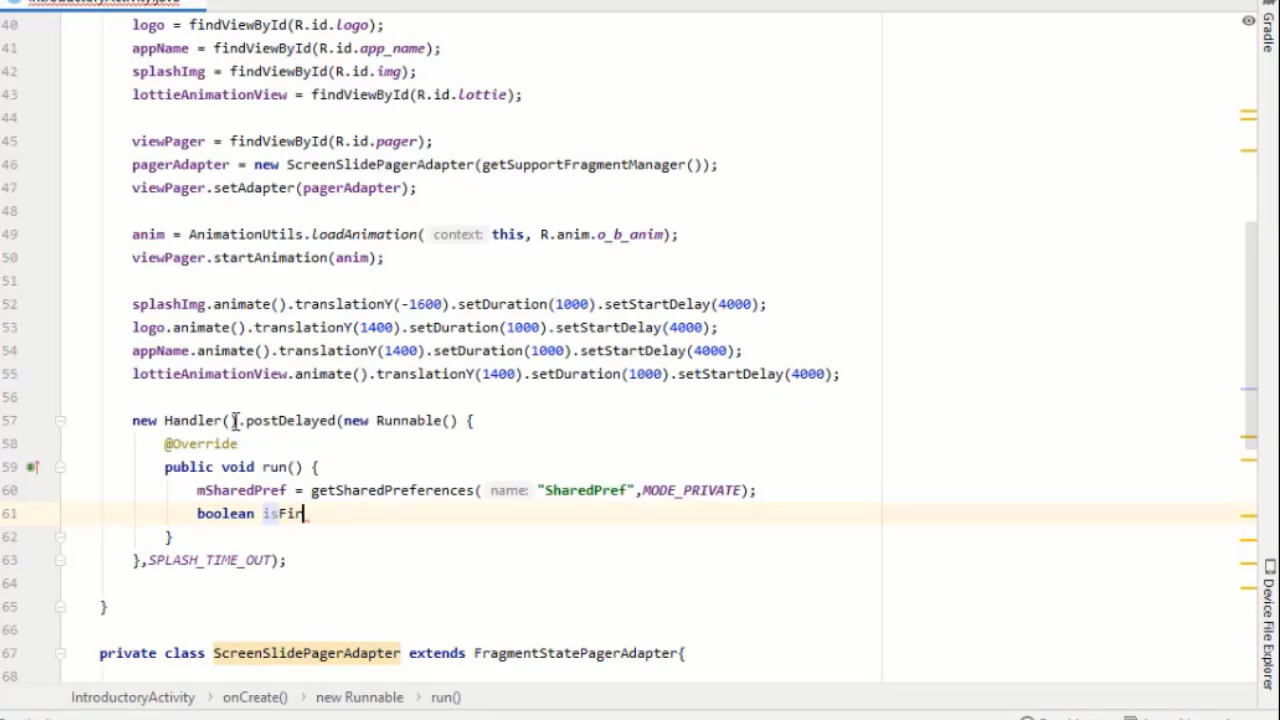 IntroductoryActivity.java
Gradle
40 logo = findViewById(R.id.logo);
41 appName = findViewById(R.id.app_name);
42 splashImg = findViewById(R.id.img);
43 lottieAnimationView = findViewById(R.id.lottie);
44
45 viewPager = findViewById(R.id.pager);
46 pagerAdapter = new ScreenSlidePagerAdapter(getSupportFragmentManager());
47 viewPager.setAdapter(pagerAdapter);
48
49 anim = AnimationUtils.loadAnimation( context: this, R.anim.o_b_anim);
50 viewPager.startAnimation(anim);
51
52 splashImg.animate().translationY(-1600).setDuration(1000).setStartDelay(4000);
53 logo.animate().translationY(1400).setDuration(1000).setStartDelay(4000);
54 appName.animate().translationY(1400).setDuration(1000).setStartDelay(4000);
55 lottieAnimationView.animate().translationY(1400).setDuration(1000).setStartDelay(4000);
56
57 new Handler().postDelayed(new Runnable() {
58 @Override
59 public void run() {
60 mSharedPref = getSharedPreferences( name: "SharedPref",MODE_PRIVATE);
61 boolean isFir
62 }
63 },SPLASH_TIME_OUT);
64
65 }
66
67 private class ScreenSlidePagerAdapter extends FragmentStatePagerAdapter{
68
Device File Explorer
IntroductoryActivity › onCreate() › new Runnable › run()